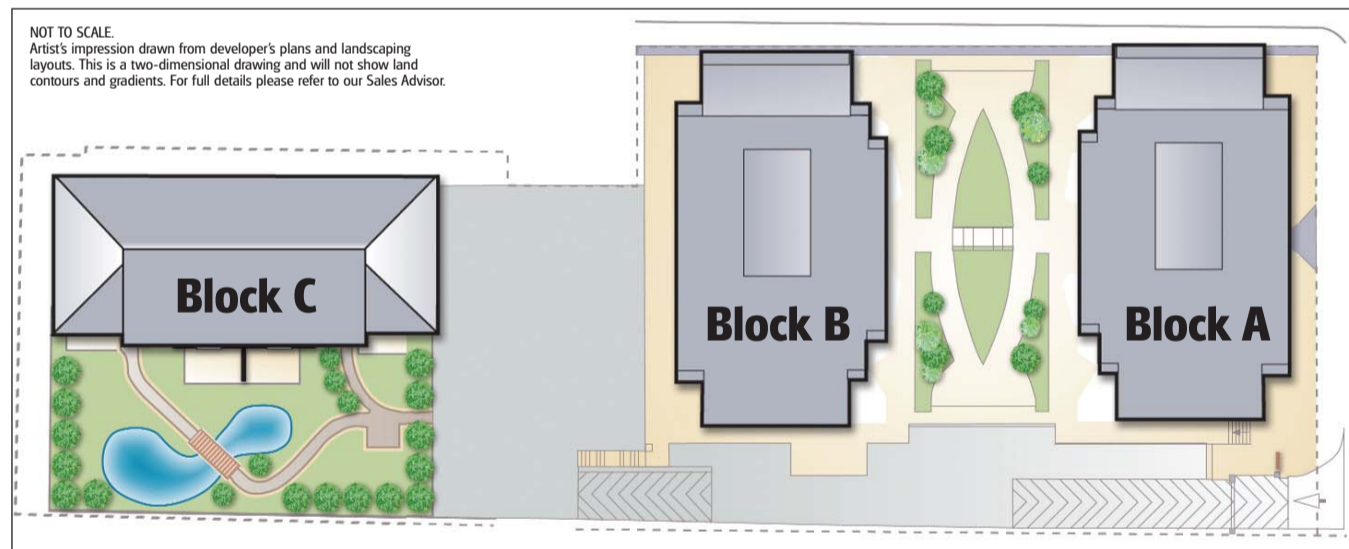 NOT TO SCALE.
Artist's impression drawn from developer's plans and landscaping
layouts. This is a two-dimensional drawing and will not show land
contours and gradients. For full details please refer to our Sales Advisor.
Block C
Block B
Block A